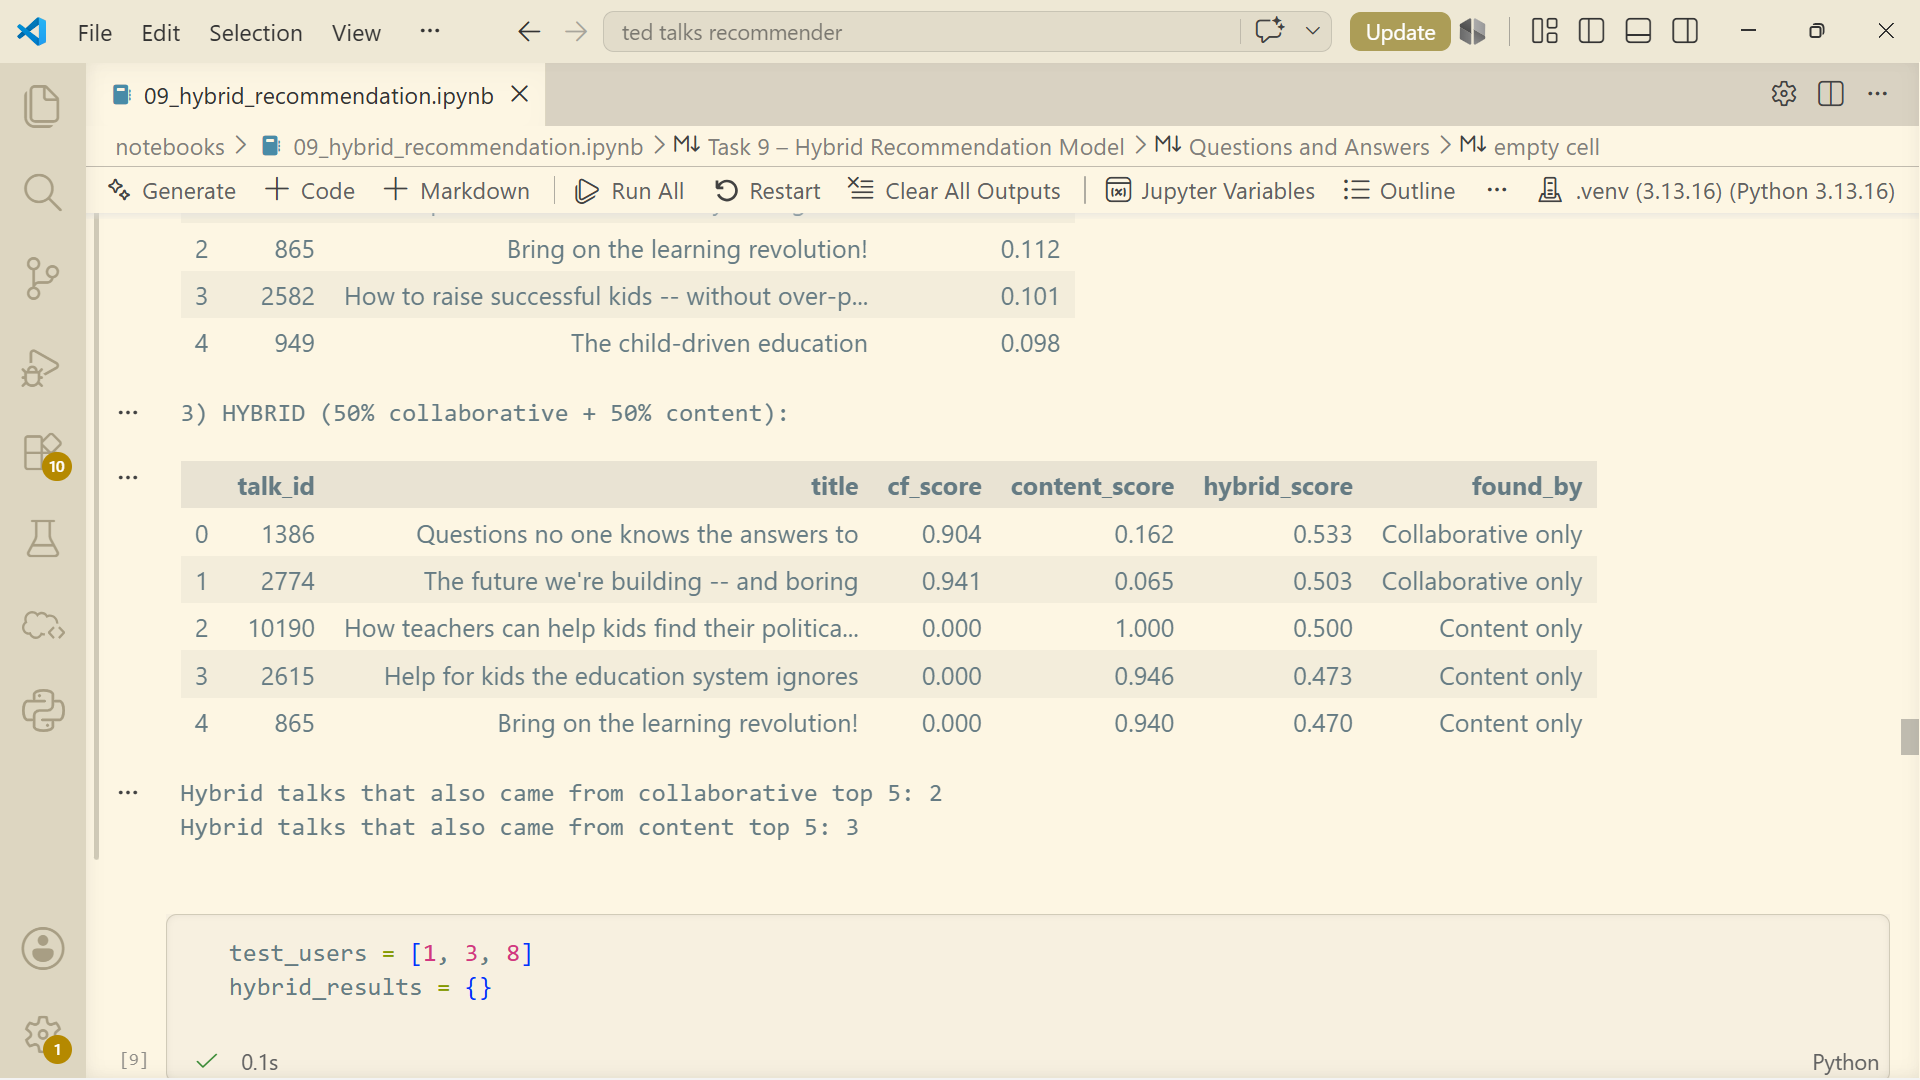 File Edit Selection View ··· ted talks recommender Update
09_hybrid_recommendation.ipynb
notebooks > 09_hybrid_recommendation.ipynb > M↓ Task 9 – Hybrid Recommendation Model > M↓ Questions and Answers > M↓ empty cell
Generate + Code + Markdown Run All Restart Clear All Outputs Jupyter Variables Outline ··· .venv (3.13.16) (Python 3.13.16)
2 865 Bring on the learning revolution! 0.112
3 2582 How to raise successful kids -- without over-p... 0.101
4 949 The child-driven education 0.098
··· 3) HYBRID (50% collaborative + 50% content):
··· talk_id title cf_score content_score hybrid_score found_by
0 1386 Questions no one knows the answers to 0.904 0.162 0.533 Collaborative only
1 2774 The future we're building -- and boring 0.941 0.065 0.503 Collaborative only
2 10190 How teachers can help kids find their politica... 0.000 1.000 0.500 Content only
3 2615 Help for kids the education system ignores 0.000 0.946 0.473 Content only
4 865 Bring on the learning revolution! 0.000 0.940 0.470 Content only
··· Hybrid talks that also came from collaborative top 5: 2
Hybrid talks that also came from content top 5: 3
test_users = [1, 3, 8]
hybrid_results = {}
[9] 0.1s Python
10
1